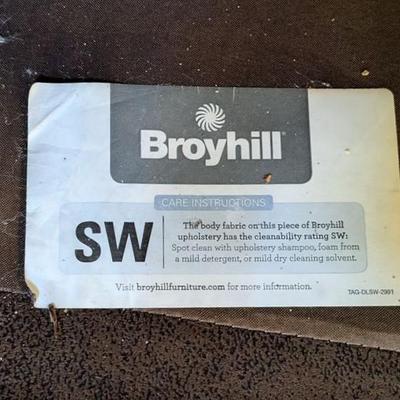 Broyhill®
CARE INSTRUCTIONS
SW
The body fabric on this piece of Broyhill
upholstery has the cleanability rating SW:
Spot clean with upholstery shampoo, foam from
a mild detergent, or mild dry cleaning solvent.
Visit broyhillfurniture.com for more information.
TAG-DLSW-2991